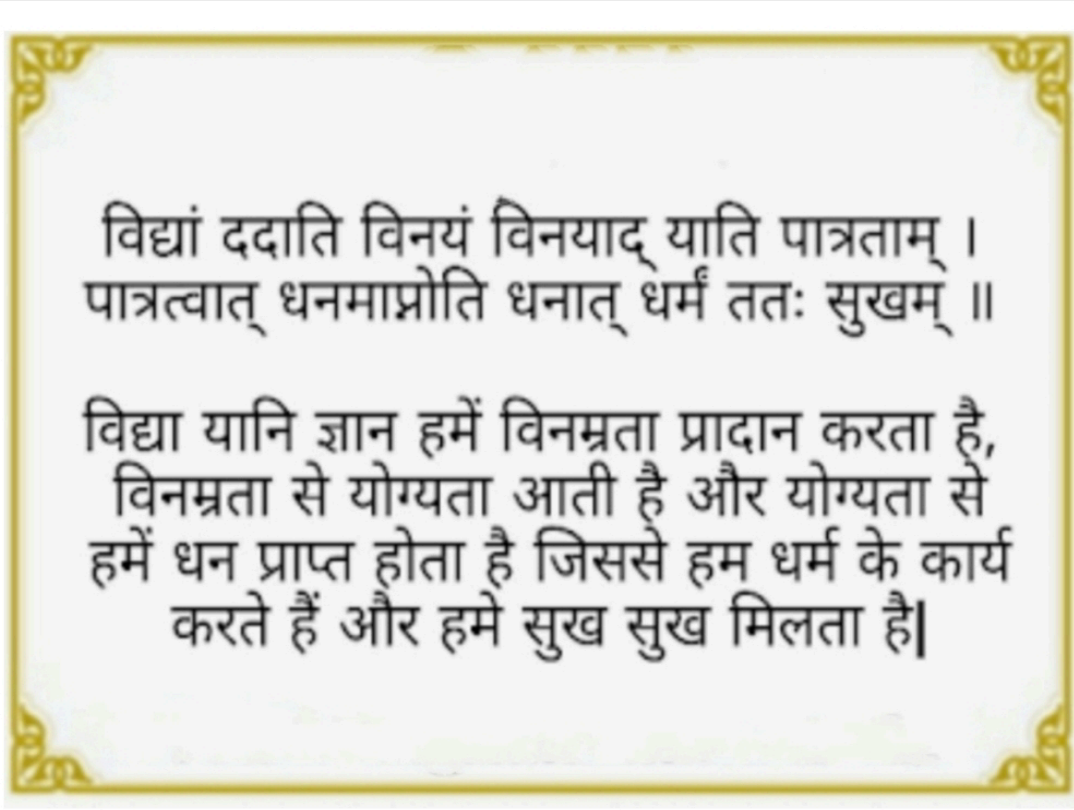 विद्यां ददाति विनयं विनयाद् याति पात्रताम् ।
पात्रत्वात् धनमाप्नोति धनात् धर्मं ततः सुखम् ॥
विद्या यानि ज्ञान हमें विनम्रता प्रादान करता है,
विनम्रता से योग्यता आती है और योग्यता से
हमें धन प्राप्त होता है जिससे हम धर्म के कार्य
करते हैं और हमे सुख सुख मिलता है|